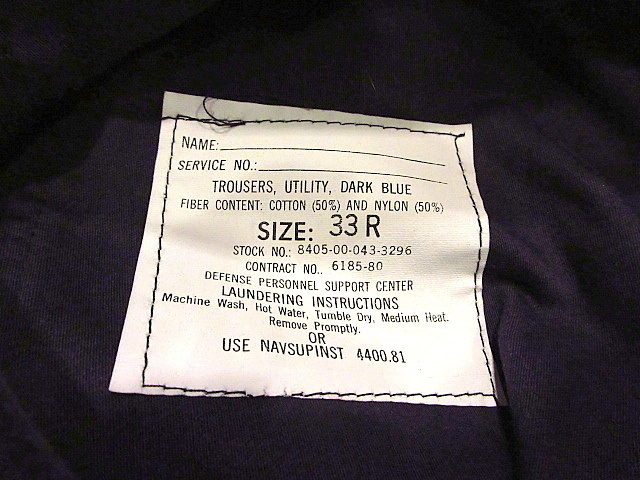 NAME:
SERVICE NO.:
TROUSERS, UTILITY, DARK BLUE
FIBER CONTENT: COTTON (50%) AND NYLON (50%)
SIZE: 33 R
STOCK NO.: 8405-00-043-3296
CONTRACT NO.. 6185-80
DEFENSE PERSONNEL SUPPORT CENTER
LAUNDERING INSTRUCTIONS
Machine Wash, Hot Water, Tumble Dry, Medium Heat.
Remove Promptly.
OR
USE NAVSUPINST 4400.81